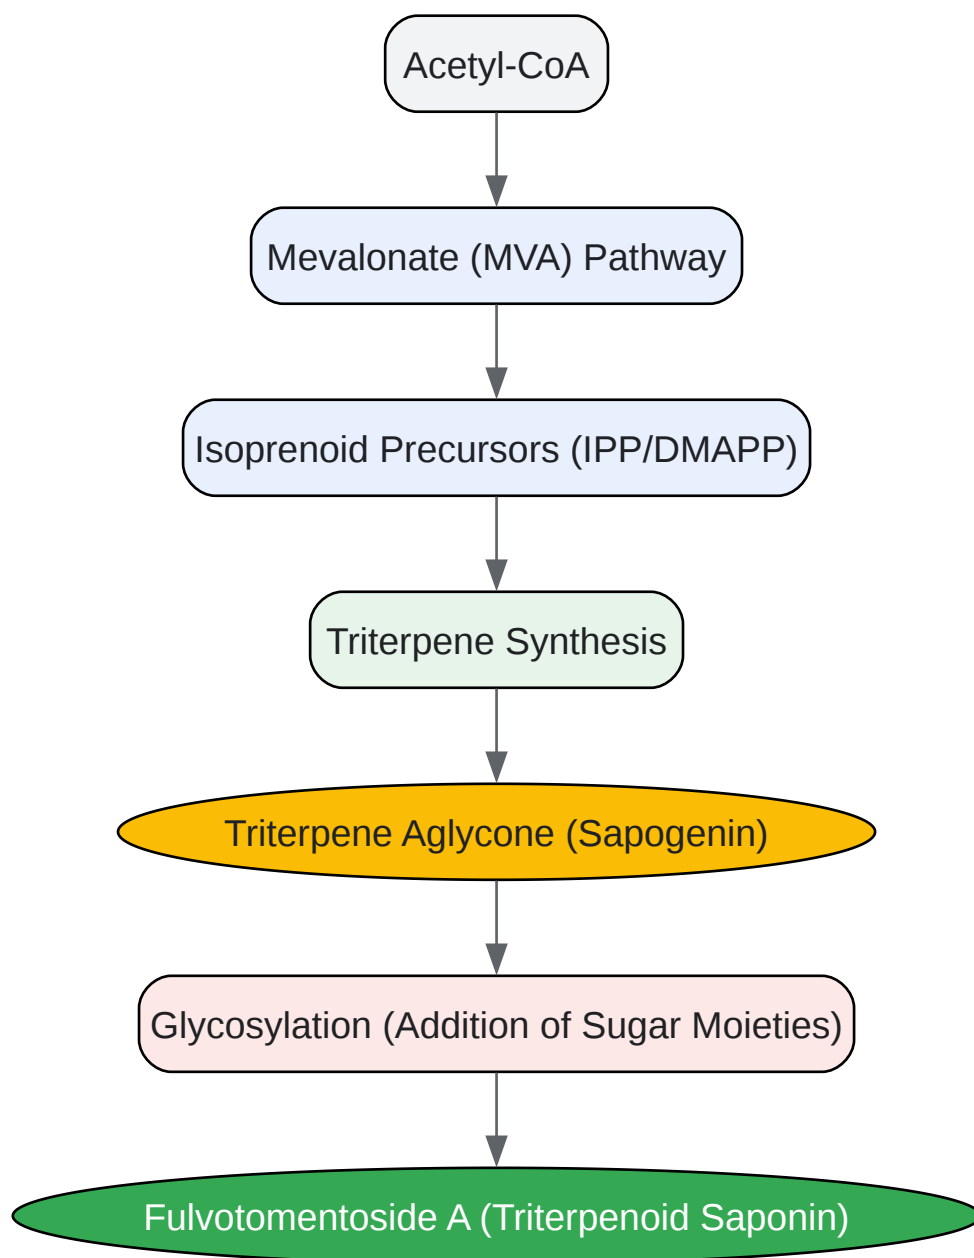 Acetyl-CoA
Mevalonate (MVA) Pathway
Isoprenoid Precursors (IPP/DMAPP)
Triterpene Synthesis
Triterpene Aglycone (Sapogenin)
Glycosylation (Addition of Sugar Moieties)
Fulvotomentoside A (Triterpenoid Saponin)